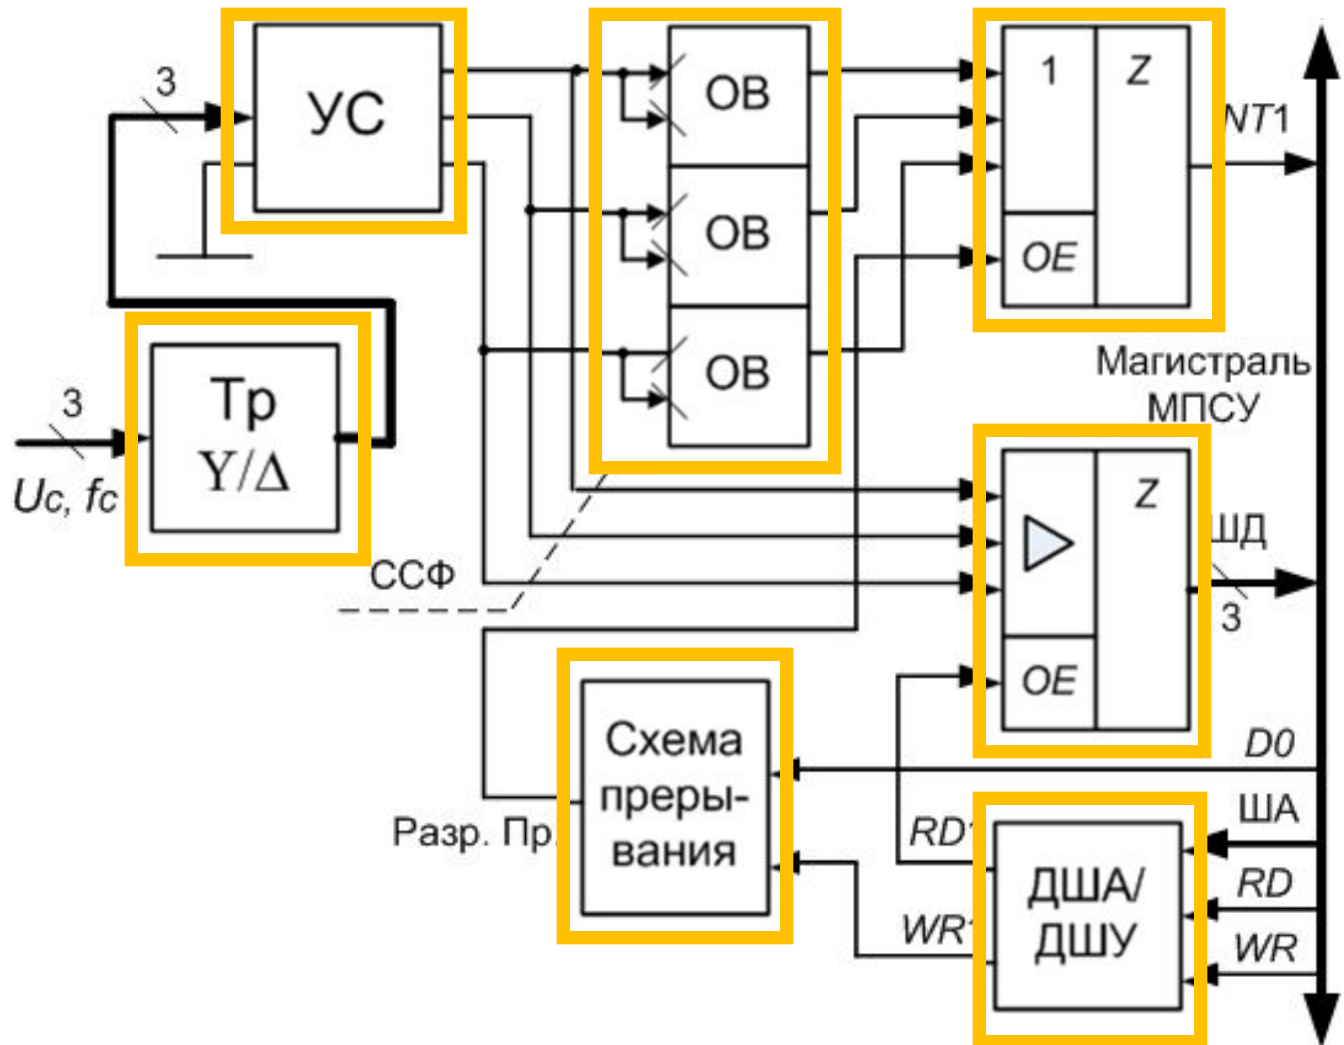 3
УС
ОВ
1
Z
NT1
ОВ
OE
ОВ
Магистраль
МПСУ
3
Тр
Y/Δ
Uc, fc
Z
ШД
3
ССФ
OE
Схема
преры-
вания
Разр. Пр.
D0
ША
RD1
RD
ДША/
ДШУ
WR1
WR